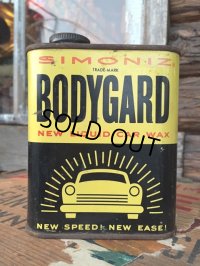 SIMONIZ
TRADE-MARK
BODYGARD
NEW LIQUID CAR WAX
SOLD OUT
NEW SPEED! NEW EASE!